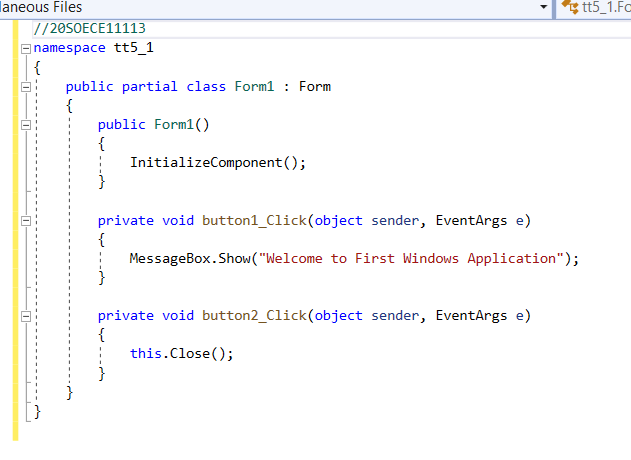 laneous Files tt5_1.Fo
//20SOECE11113
namespace tt5_1
{
public partial class Form1 : Form
{
public Form1()
{
InitializeComponent();
}
private void button1_Click(object sender, EventArgs e)
{
MessageBox.Show("Welcome to First Windows Application");
}
private void button2_Click(object sender, EventArgs e)
{
this.Close();
}
}
}